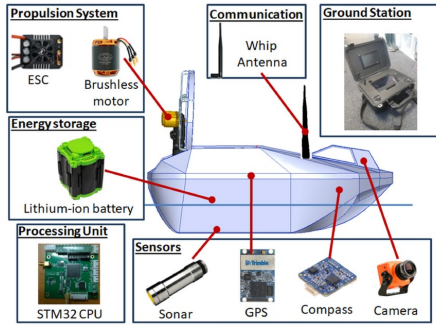 Propulsion System
ESC
Brushless
motor
Communication
Whip
Antenna
Ground Station
Energy storage
Lithium-ion battery
Processing Unit
STM32 CPU
Sensors
Trimble
Sonar
GPS
Compass
Camera